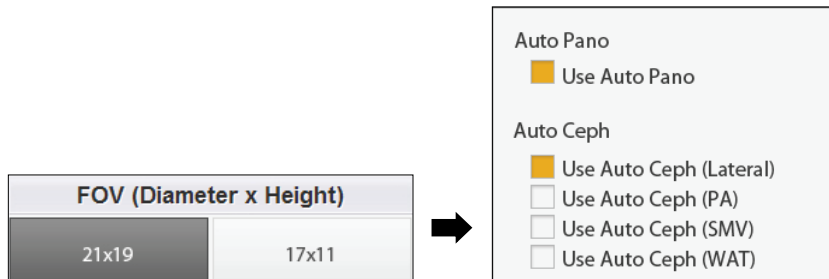 FOV (Diameter x Height)
21x19
17x11
Auto Pano
Use Auto Pano
Auto Ceph
Use Auto Ceph (Lateral)
Use Auto Ceph (PA)
Use Auto Ceph (SMV)
Use Auto Ceph (WAT)